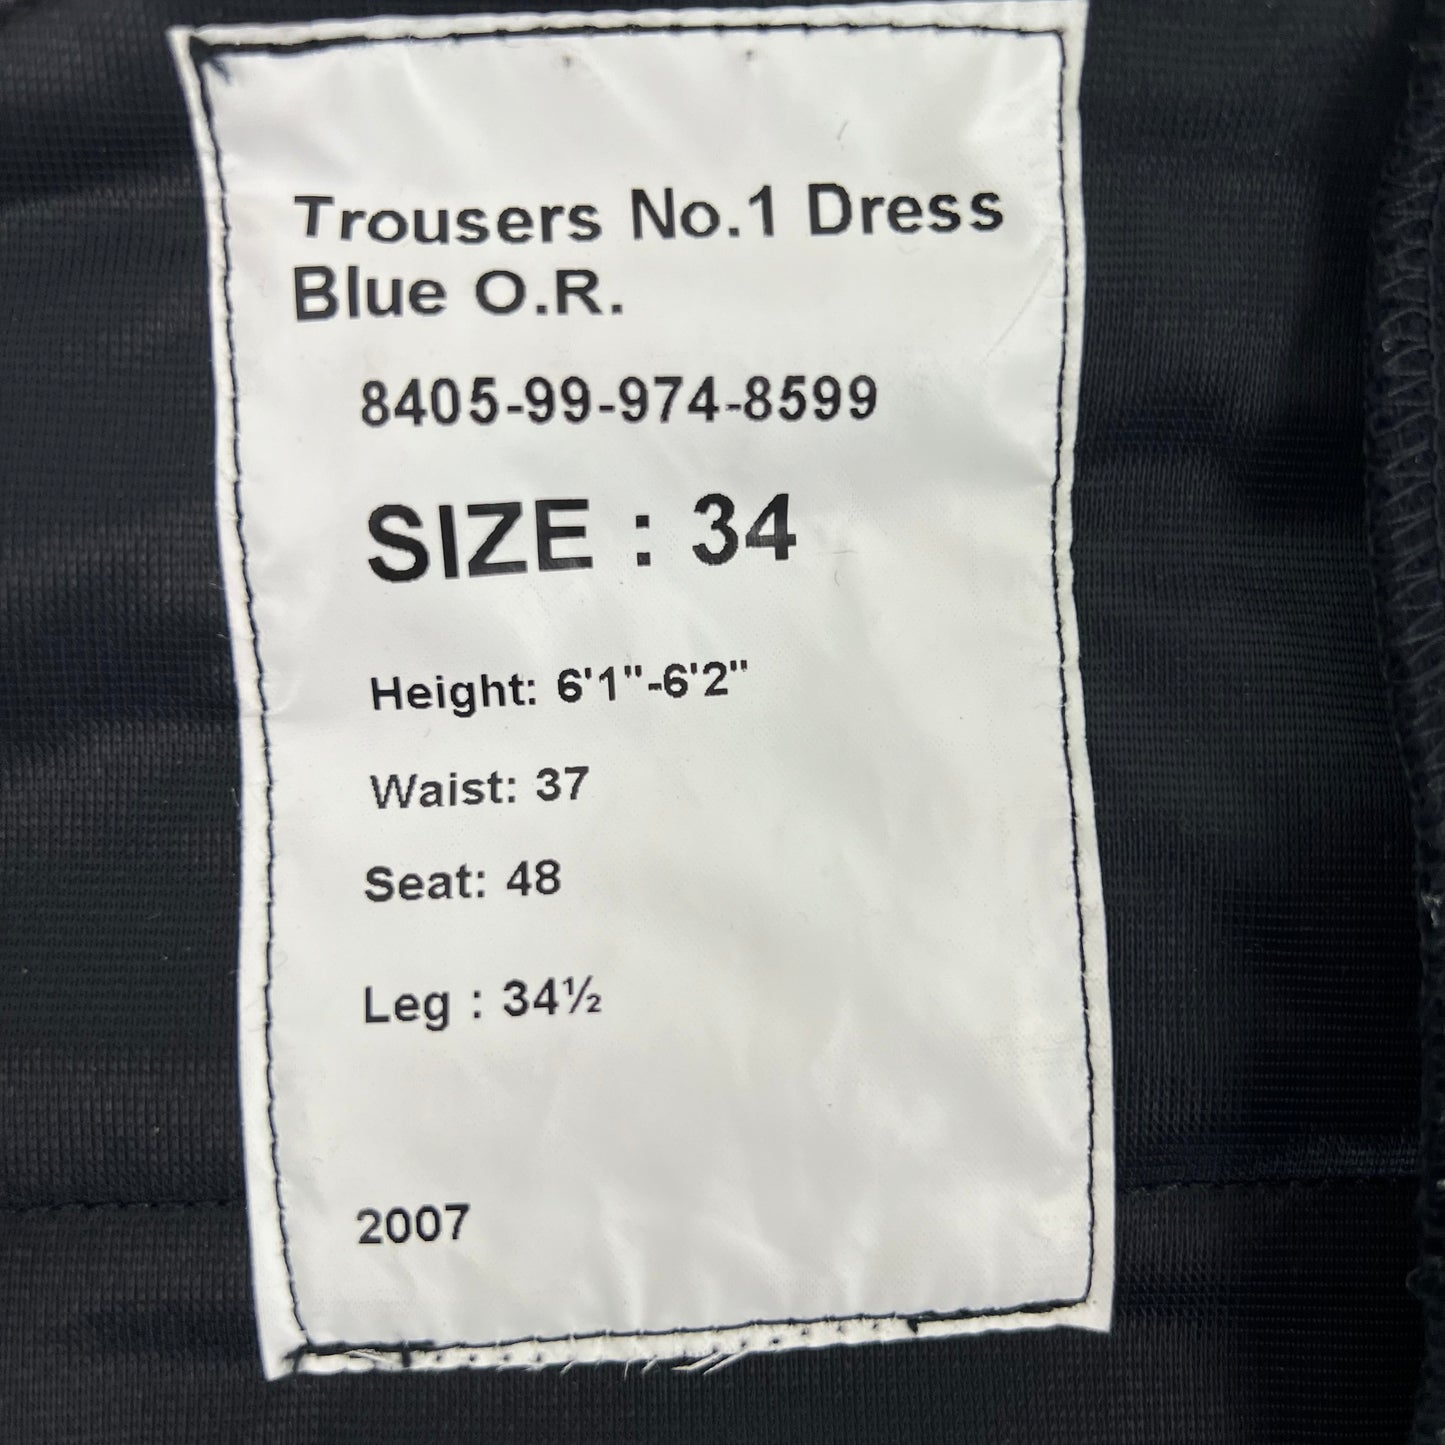 Trousers No.1 Dress
Blue O.R.
8405-99-974-8599
SIZE : 34
Height: 6'1"-6'2"
Waist: 37
Seat: 48
Leg : 34½
2007